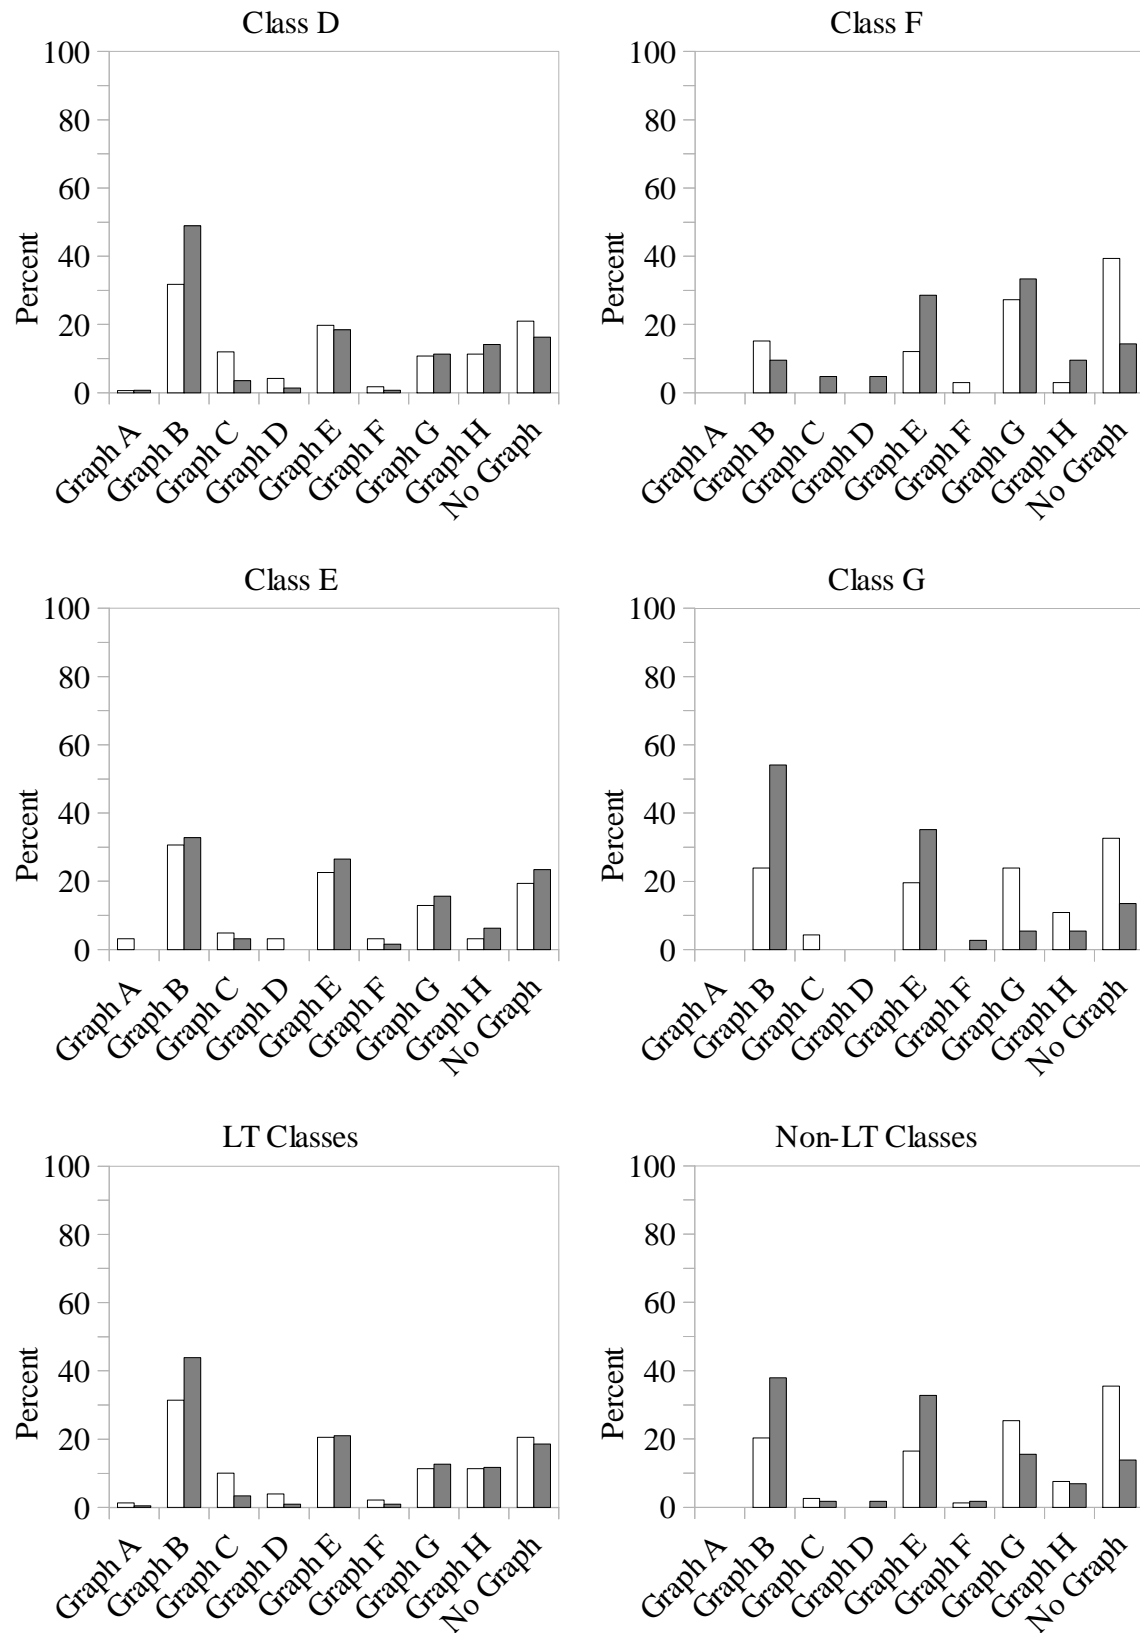 Class D
100
80
60
40
20
0
Percent
Graph A
Graph B
Graph C
Graph D
Graph E
Graph F
Graph G
Graph H
No Graph
Class F
100
80
60
40
20
0
Percent
Graph A
Graph B
Graph C
Graph D
Graph E
Graph F
Graph G
Graph H
No Graph
Class E
100
80
60
40
20
0
Percent
Graph A
Graph B
Graph C
Graph D
Graph E
Graph F
Graph G
Graph H
No Graph
Class G
100
80
60
40
20
0
Percent
Graph A
Graph B
Graph C
Graph D
Graph E
Graph F
Graph G
Graph H
No Graph
LT Classes
100
80
60
40
20
0
Percent
Graph A
Graph B
Graph C
Graph D
Graph E
Graph F
Graph G
Graph H
No Graph
Non-LT Classes
100
80
60
40
20
0
Percent
Graph A
Graph B
Graph C
Graph D
Graph E
Graph F
Graph G
Graph H
No Graph